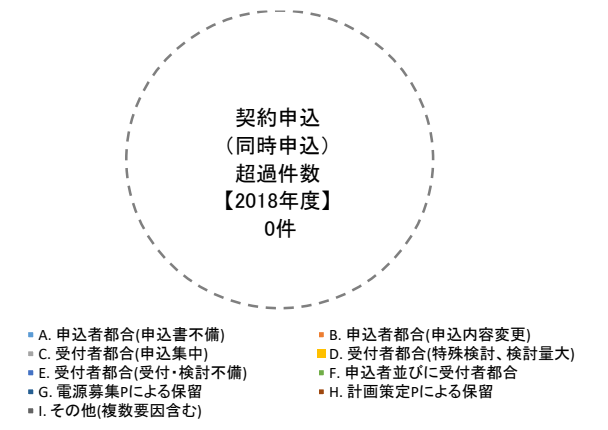 契約申込
（同時申込）
超過件数
【2018年度】
0件
A. 申込者都合(申込書不備)
B. 申込者都合(申込内容変更)
C. 受付者都合(申込集中)
D. 受付者都合(特殊検討、検討量大)
E. 受付者都合(受付・検討不備)
F. 申込者並びに受付者都合
G. 電源募集Pによる保留
H. 計画策定Pによる保留
I. その他(複数要因含む)